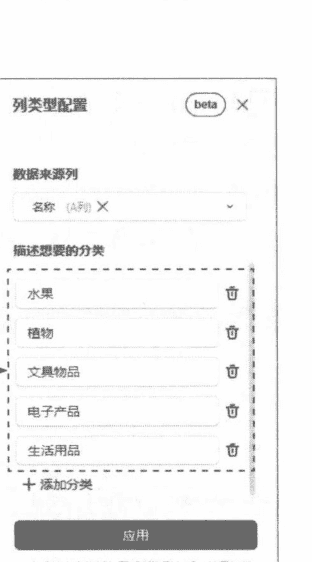 列类型配置 beta ×
数据来源列
名称 (A列) ×
描述想要的分类
水果
植物
文具物品
电子产品
生活用品
+ 添加分类
应用